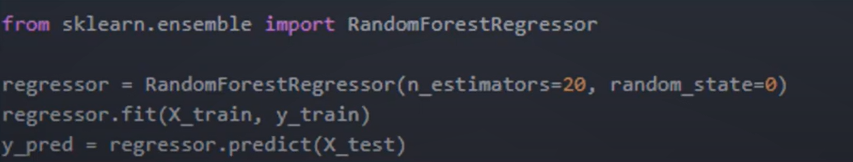 from sklearn.ensemble import RandomForestRegressor
regressor = RandomForestRegressor(n_estimators=20, random_state=0)
regressor.fit(X_train, y_train)
y_pred = regressor.predict(X_test)